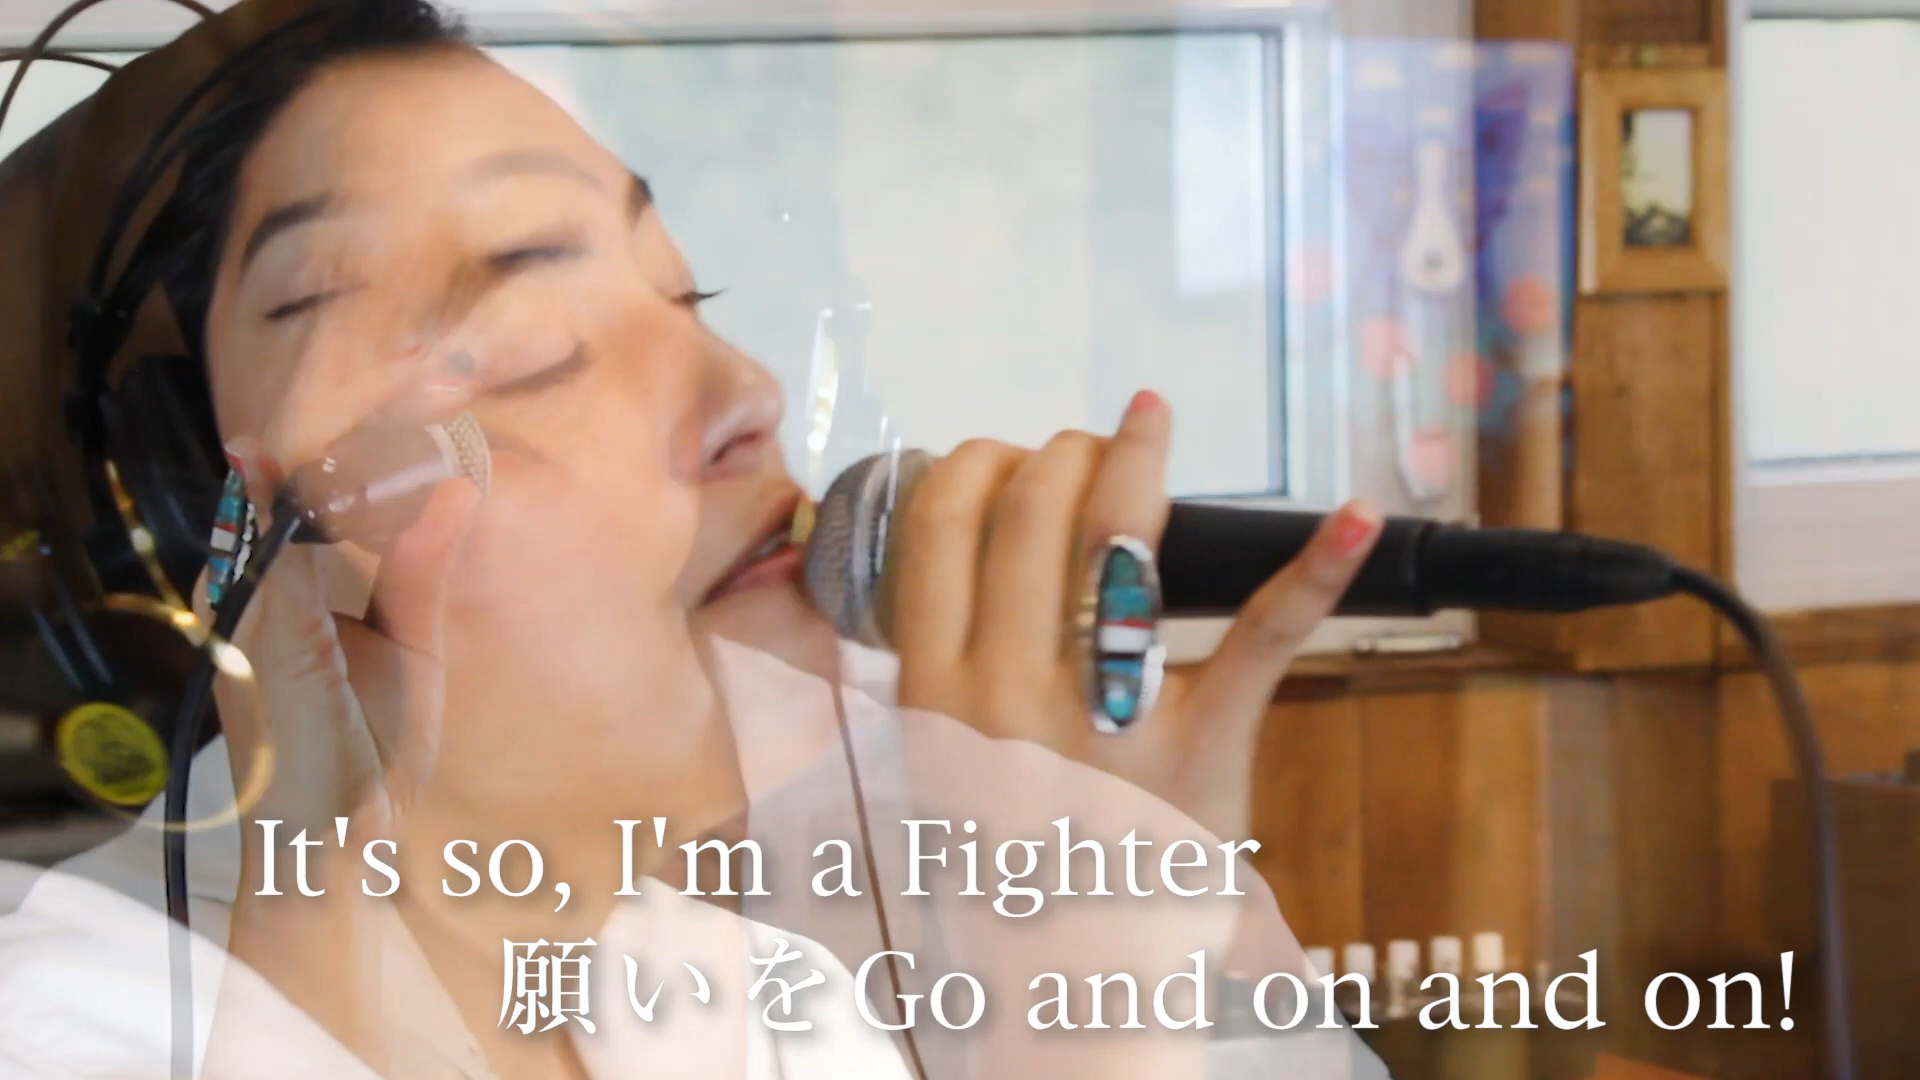 It's so, I'm a Fighter
願いをGo and on and on!